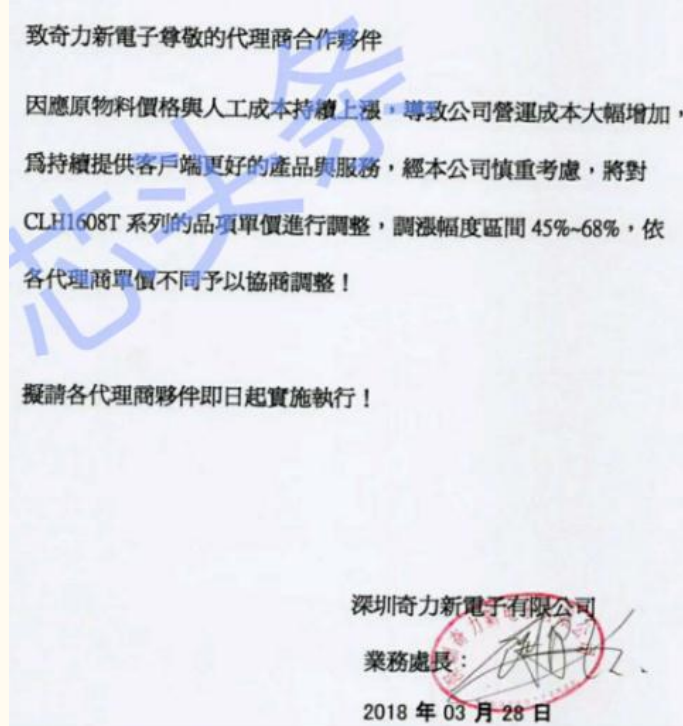 致奇力新電子尊敬的代理商合作夥伴
因應原物料價格與人工成本持續上漲，導致公司營運成本大幅增加，
爲持續提供客戶端更好的產品與服務，經本公司慎重考慮，將對
CLH1608T 系列的品項單價進行調整，調漲幅度區間 45%~68%，依
各代理商單價不同予以協商調整！
擬請各代理商夥伴即日起實施執行！
深圳奇力新電子有限公司
業務處長：
2018 年 03 月 28 日
芯头条